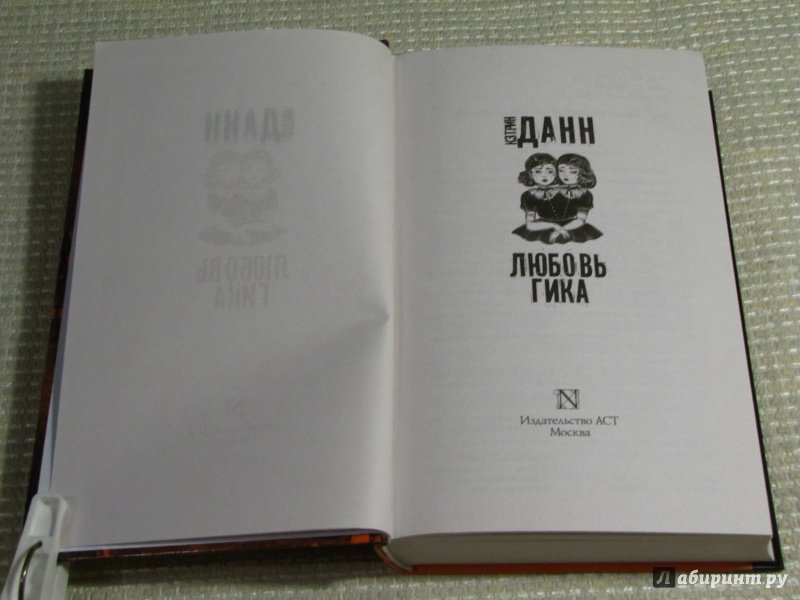 КЭТРИН ДАНН
ЛЮБОВЬ
ГИКА
N
Издательство АСТ
Москва
Лабиринт.ру